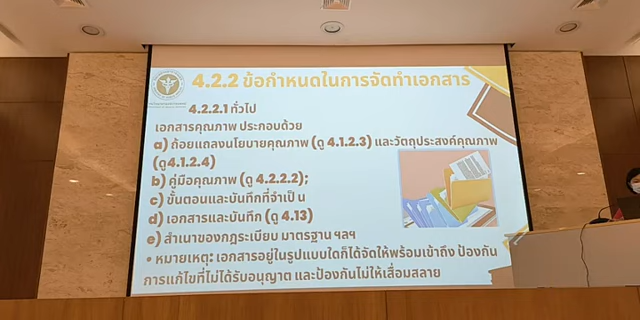 4.2.2 ข้อกำหนดในการจัดทำเอกสาร
4.2.2.1 ทั่วไป
เอกสารคุณภาพ ประกอบด้วย
a) ถ้อยแถลงนโยบายคุณภาพ (ดู 4.1.2.3) และวัตถุประสงค์คุณภาพ
(ดู4.1.2.4)
b) คู่มือคุณภาพ (ดู 4.2.2.2);
c) ขั้นตอนและบันทึกที่จำเป็ น
d) เอกสารและบันทึก (ดู 4.13)
e) สำเนาของกฎระเบียบ มาตรฐาน ฯลฯ
• หมายเหตุ: เอกสารอยู่ในรูปแบบใดก็ได้จัดให้พร้อมเข้าถึง ป้องกัน
การแก้ไขที่ไม่ได้รับอนุญาต และป้องกันไม่ให้เสื่อมสลาย